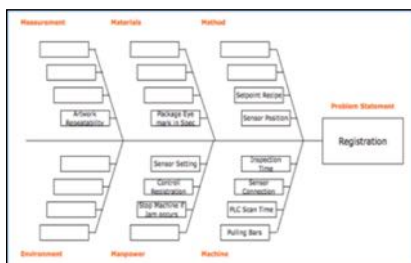 Measurement
Materials
Method
Setpoint Recipe
Problem Statement
Artwork
Repeatability
Package Eye
mark in Spec
Sensor Position
Registration
Sensor Setting
Inspection
Time
Control
Registration
Sensor
Connection
Stop Machine if
Jam occurs
PLC Scan Time
Pulling Bars
Environment
Manpower
Machine